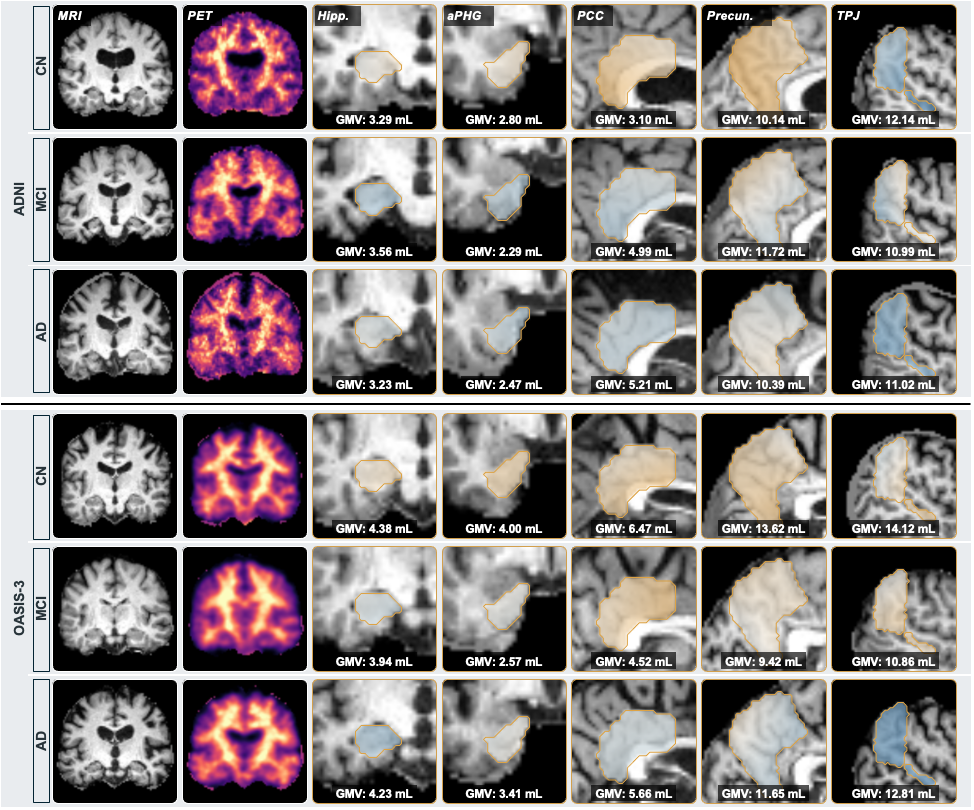 MRI PET Hipp. aPHG PCC Precun. TPJ
ADNI
CN
GMV: 3.29 mL GMV: 2.80 mL GMV: 3.10 mL GMV: 10.14 mL GMV: 12.14 mL
MCI
GMV: 3.56 mL GMV: 2.29 mL GMV: 4.99 mL GMV: 11.72 mL GMV: 10.99 mL
AD
GMV: 3.23 mL GMV: 2.47 mL GMV: 5.21 mL GMV: 10.39 mL GMV: 11.02 mL
OASIS-3
CN
GMV: 4.38 mL GMV: 4.00 mL GMV: 6.47 mL GMV: 13.62 mL GMV: 14.12 mL
MCI
GMV: 3.94 mL GMV: 2.57 mL GMV: 4.52 mL GMV: 9.42 mL GMV: 10.86 mL
AD
GMV: 4.23 mL GMV: 3.41 mL GMV: 5.66 mL GMV: 11.65 mL GMV: 12.81 mL